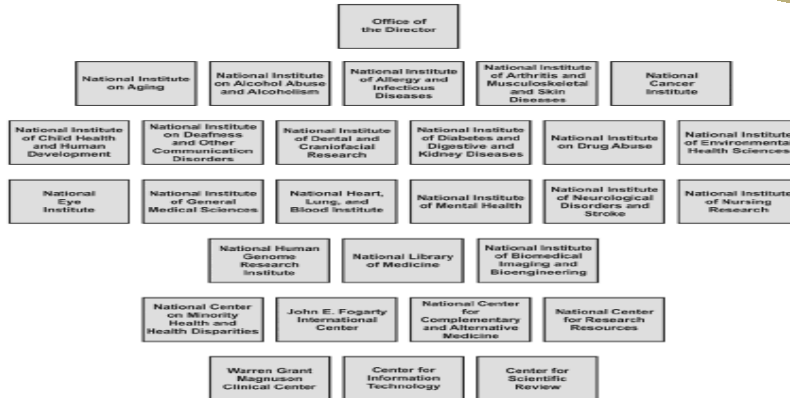 Office of
the Director
National Institute
on Aging
National Institute
on Alcohol Abuse
and Alcoholism
National Institute
of Allergy and
Infectious
Diseases
National Institute
of Arthritis and
Musculoskeletal
and Skin
Diseases
National
Cancer
Institute
National Institute
of Child Health
and Human
Development
National Institute
on Deafness
and Other
Communication
Disorders
National Institute
of Dental and
Craniofacial
Research
National Institute
of Diabetes and
Digestive and
Kidney Diseases
National Institute
on Drug Abuse
National Institute
of Environmenta
Health Sciences
National
Eye
Institute
National Institute
of General
Medical Sciences
National Heart,
Lung, and
Blood Institute
National Institute
of Mental Health
National Institute
of Neurological
Disorders and
Stroke
National Institute
of Nursing
Research
National Human
Genome
Research
Institute
National Library
of Medicine
National Institute
of Biomedical
Imaging and
Bioengineering
National Center
on Minority
Health and
Health Disparities
John E. Fogarty
International
Center
National Center
for
Complementary
and Alternative
Medicine
National Center
for Research
Resources
Warren Grant
Magnuson
Clinical Center
Center for
Information
Technology
Center for
Scientific
Review